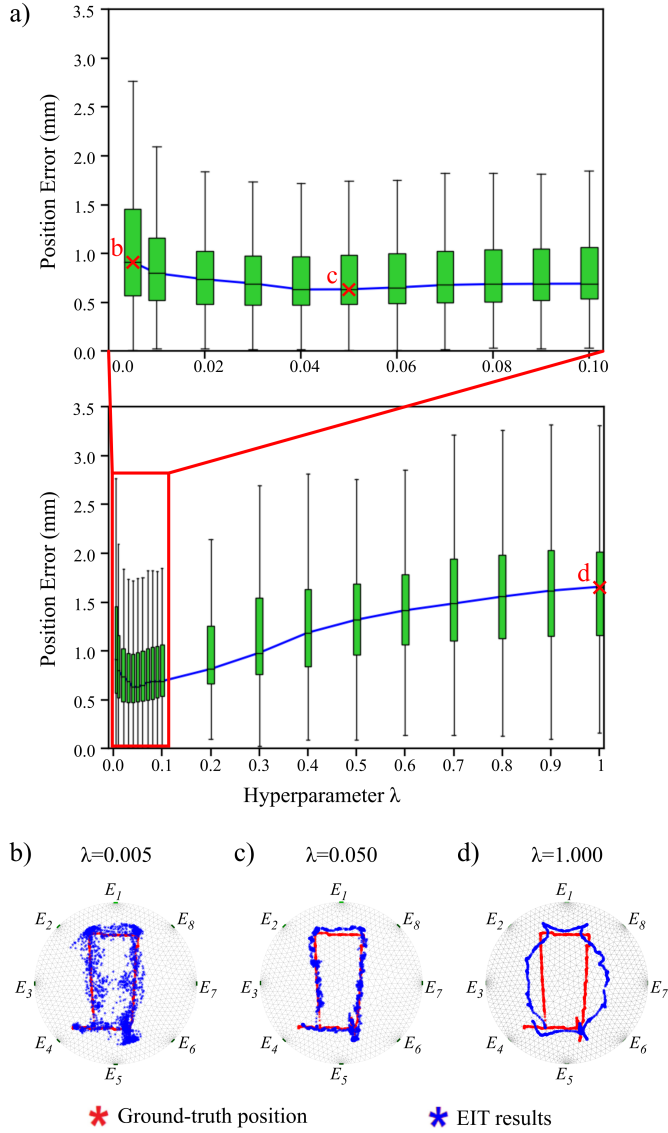 a)
3.5
3.0
2.5
2.0
1.5
1.0
0.5
0.0
Position Error (mm)
b
c
0.0 0.02 0.04 0.06 0.08 0.10
3.5
3.0
2.5
2.0
1.5
1.0
0.5
0.0
Position Error (mm)
d
0.0 0.1 0.2 0.3 0.4 0.5 0.6 0.7 0.8 0.9 1
Hyperparameter λ
b) λ=0.005 c) λ=0.050 d) λ=1.000
E1 E1 E1
E2 E8 E2 E8 E2 E8
E3 E7 E3 E7 E3 E7
E4 E6 E4 E6 E4 E6
E5 E5 E5
Ground-truth position EIT results